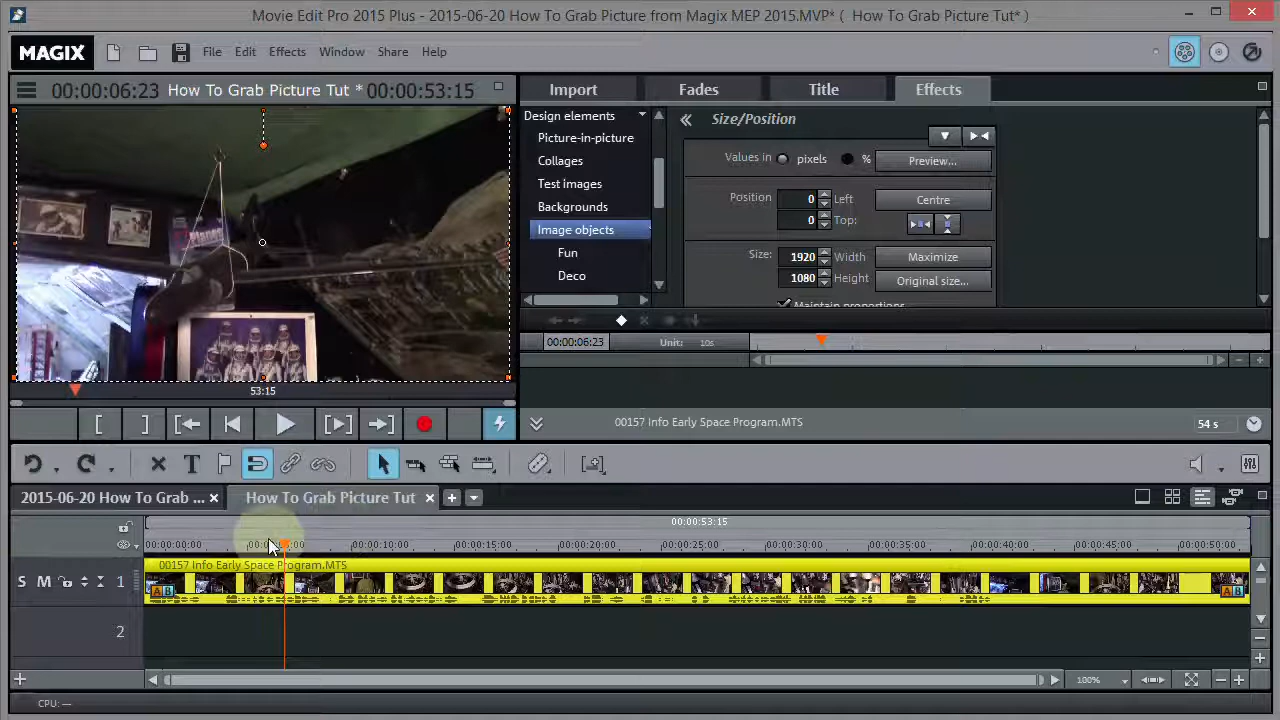 Movie Edit Pro 2015 Plus - 2015-06-20 How To Grab Picture from Magix MEP 2015.MVP* ( How To Grab Picture Tut* )
MAGIX File Edit Effects Window Share Help
00:00:06:23 How To Grab Picture Tut * 00:00:53:15
Import Fades Title Effects
Design elements
Picture-in-picture
Collages
Test images
Backgrounds
Image objects
Fun
Deco
Size/Position
Values in pixels % Preview...
Position 0 Left Centre
0 Top:
Size: 1920 Width Maximize
1080 Height Original size...
Maintain proportions
00:00:06:23 Unit: 10s
53:15
00157 Info Early Space Program.MTS 54 s
2015-06-20 How To Grab ... How To Grab Picture Tut
00:00:53:15
00:00:00:00 00:00:10:00 00:00:15:00 00:00:20:00 00:00:25:00 00:00:30:00 00:00:35:00 00:00:40:00 00:00:45:00 00:00:50:00
00157 Info Early Space Program.MTS
S M 1
A B A B
2
100%
CPU: —